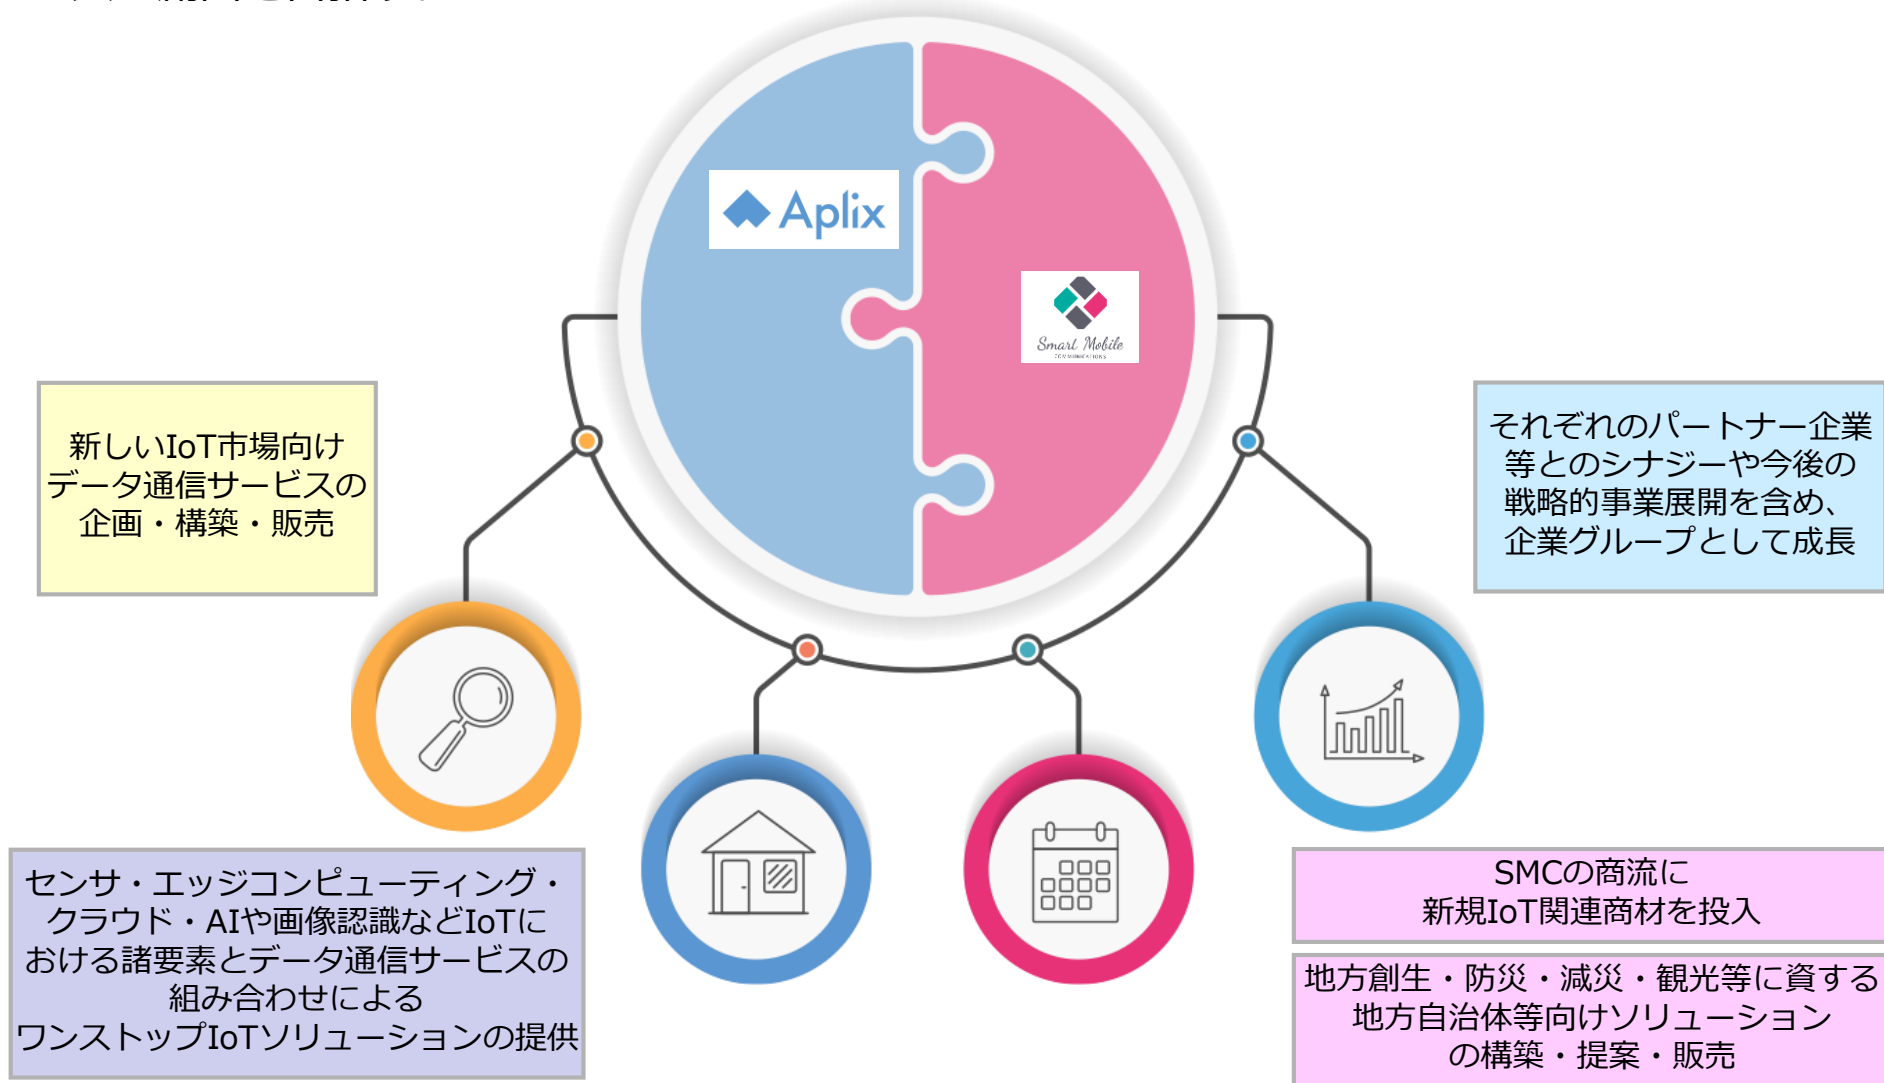 Aplix
Smart Mobile
COMMUNICATIONS
新しいIoT市場向け
データ通信サービスの
企画・構築・販売
それぞれのパートナー企業
等とのシナジーや今後の
戦略的事業展開を含め、
企業グループとして成長
センサ・エッジコンピューティング・
クラウド・AIや画像認識などIoTに
おける諸要素とデータ通信サービスの
組み合わせによる
ワンストップIoTソリューションの提供
SMCの商流に
新規IoT関連商材を投入
地方創生・防災・減災・観光等に資する
地方自治体等向けソリューション
の構築・提案・販売